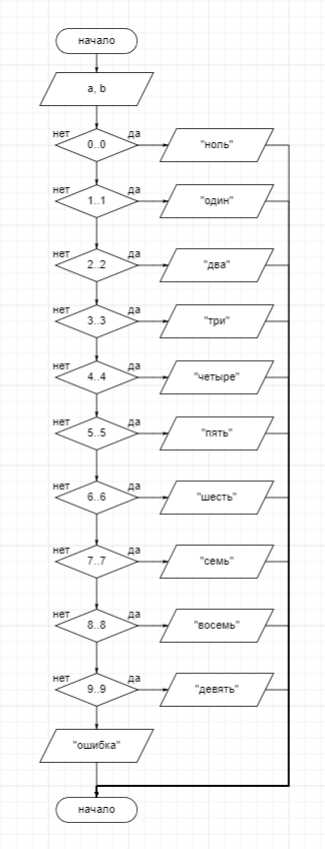 начало
a, b
нет
да
0..0
"ноль"
нет
да
1..1
"один"
нет
да
2..2
"два"
нет
да
3..3
"три"
нет
да
4..4
"четыре"
нет
да
5..5
"пять"
нет
да
6..6
"шесть"
нет
да
7..7
"семь"
нет
да
8..8
"восемь"
нет
да
9..9
"девять"
"ошибка"
начало